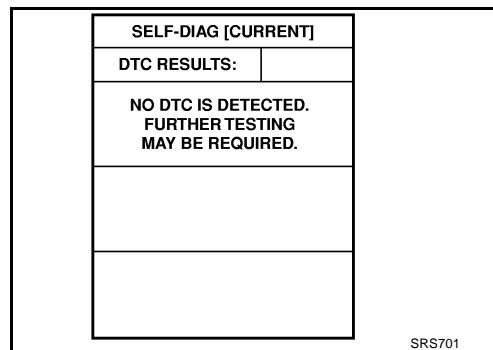 SELF-DIAG [CURRENT]
DTC RESULTS:
NO DTC IS DETECTED.
FURTHER TESTING
MAY BE REQUIRED.
SRS701